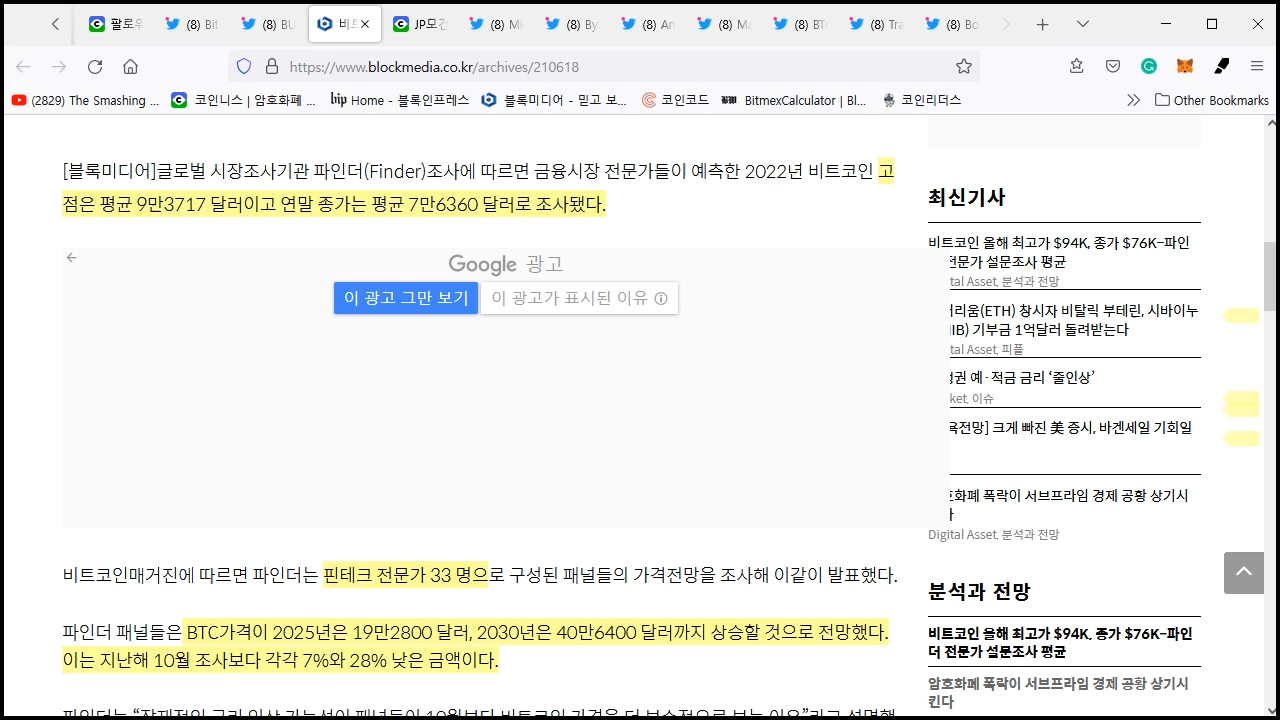 팔로우
(8) Bit
(8) BU
비트
JP모건
(8) Mi
(8) By
(8) An
(8) Ma
(8) BT
(8) Tra
(8) Bo
https://www.blockmedia.co.kr/archives/210618
(2829) The Smashing ...
코인니스 | 암호화폐 ...
bip Home - 블록인프레스
블록미디어 - 믿고 보...
코인코드
BitmexCalculator | Bl...
코인리더스
Other Bookmarks
[블록미디어]글로벌 시장조사기관 파인더(Finder)조사에 따르면 금융시장 전문가들이 예측한 2022년 비트코인 고
점은 평균 9만3717 달러이고 연말 종가는 평균 7만6360 달러로 조사됐다.
Google 광고
이 광고 그만 보기
이 광고가 표시된 이유
비트코인매거진에 따르면 파인더는 핀테크 전문가 33 명으로 구성된 패널들의 가격전망을 조사해 이같이 발표했다.
파인더 패널들은 BTC가격이 2025년은 19만2800 달러, 2030년은 40만6400 달러까지 상승할 것으로 전망했다.
이는 지난해 10월 조사보다 각각 7%와 28% 낮은 금액이다.
최신기사
비트코인 올해 최고가 $94K, 종가 $76K–파인
전문가 설문조사 평균
tal Asset, 분석과 전망
리움(ETH) 창시자 비탈릭 부테린, 시바이누
IB) 기부금 1억달러 돌려받는다
tal Asset, 피플
권 예·적금 금리 ‘줄인상’
ket, 이슈
전망] 크게 빠진 美 증시, 바겐세일 기회일
호화폐 폭락이 서브프라임 경제 공황 상기시
Digital Asset, 분석과 전망
분석과 전망
비트코인 올해 최고가 $94K, 종가 $76K–파인
더 전문가 설문조사 평균
암호화폐 폭락이 서브프라임 경제 공황 상기시
킨다